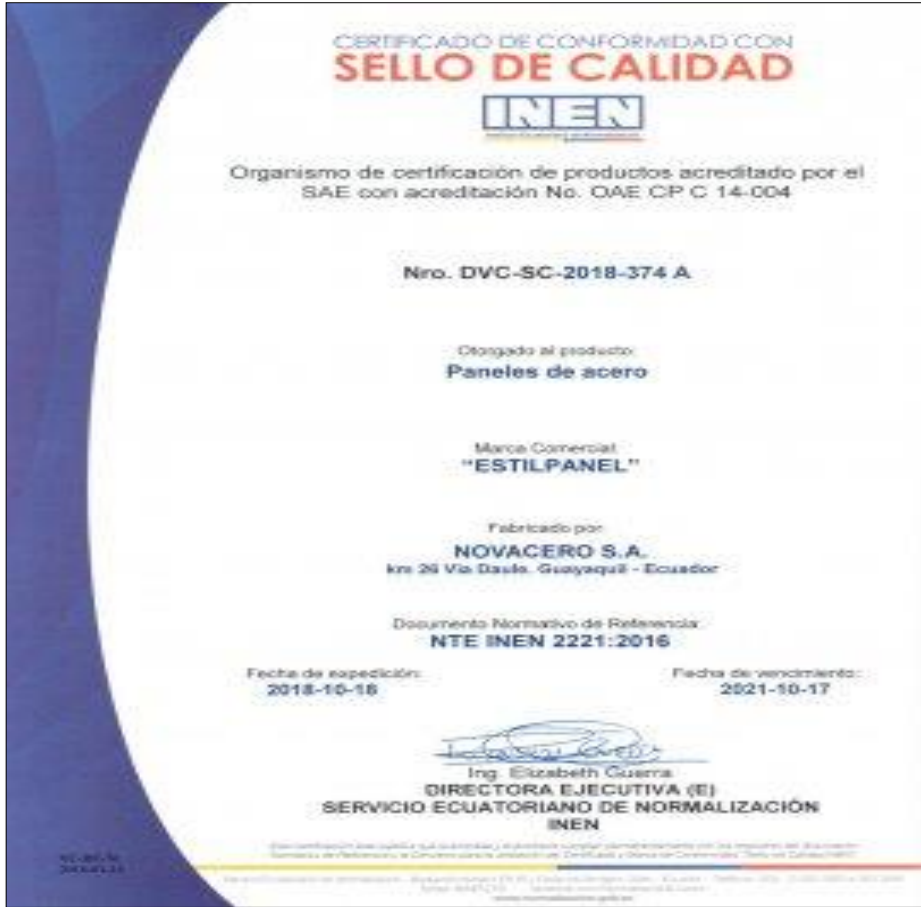 CERTIFICADO DE CONFORMIDAD CON
SELLO DE CALIDAD
INEN
Organismo de certificación de productos acreditado por el
SAE con acreditación No. OAE CP C 14-004
Nro. DVC-SC-2018-374 A
Otorgado al producto:
Paneles de acero
Marca Comercial:
"ESTILPANEL"
Fabricado por:
NOVACERO S.A.
km 26 Vía Daule. Guayaquil - Ecuador
Documento Normativo de Referencia:
NTE INEN 2221:2016
Fecha de expedición: Fecha de vencimiento:
2018-10-18 2021-10-17
Ing. Elizabeth Guerra
DIRECTORA EJECUTIVA (E)
SERVICIO ECUATORIANO DE NORMALIZACIÓN
INEN
www.normalizacion.gob.ec